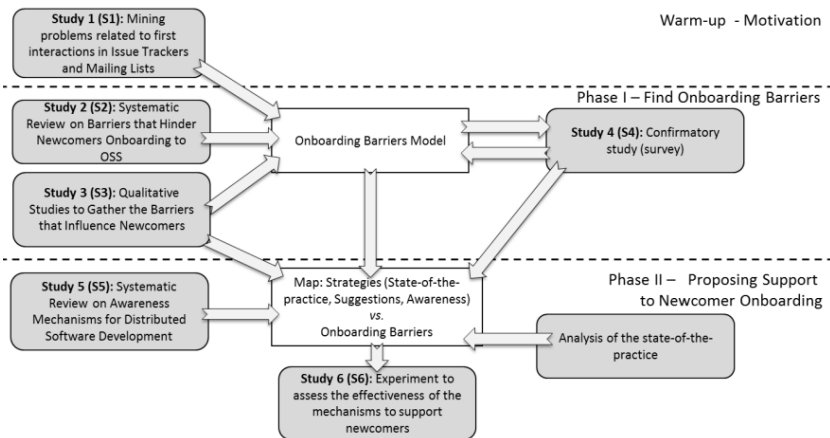 Study 1 (S1): Mining
problems related to first
interactions in Issue Trackers
and Mailing Lists
Warm-up - Motivation
Phase I – Find Onboarding Barriers
Study 2 (S2): Systematic
Review on Barriers that Hinder
Newcomers Onboarding to
OSS
Onboarding Barriers Model
Study 4 (S4): Confirmatory
study (survey)
Study 3 (S3): Qualitative
Studies to Gather the Barriers
that Influence Newcomers
Phase II – Proposing Support
to Newcomer Onboarding
Study 5 (S5): Systematic
Review on Awareness
Mechanisms for Distributed
Software Development
Map: Strategies (State-of-the-
practice, Suggestions, Awareness)
vs.
Onboarding Barriers
Analysis of the state-of-the-
practice
Study 6 (S6): Experiment to
assess the effectiveness of the
mechanisms to support
newcomers